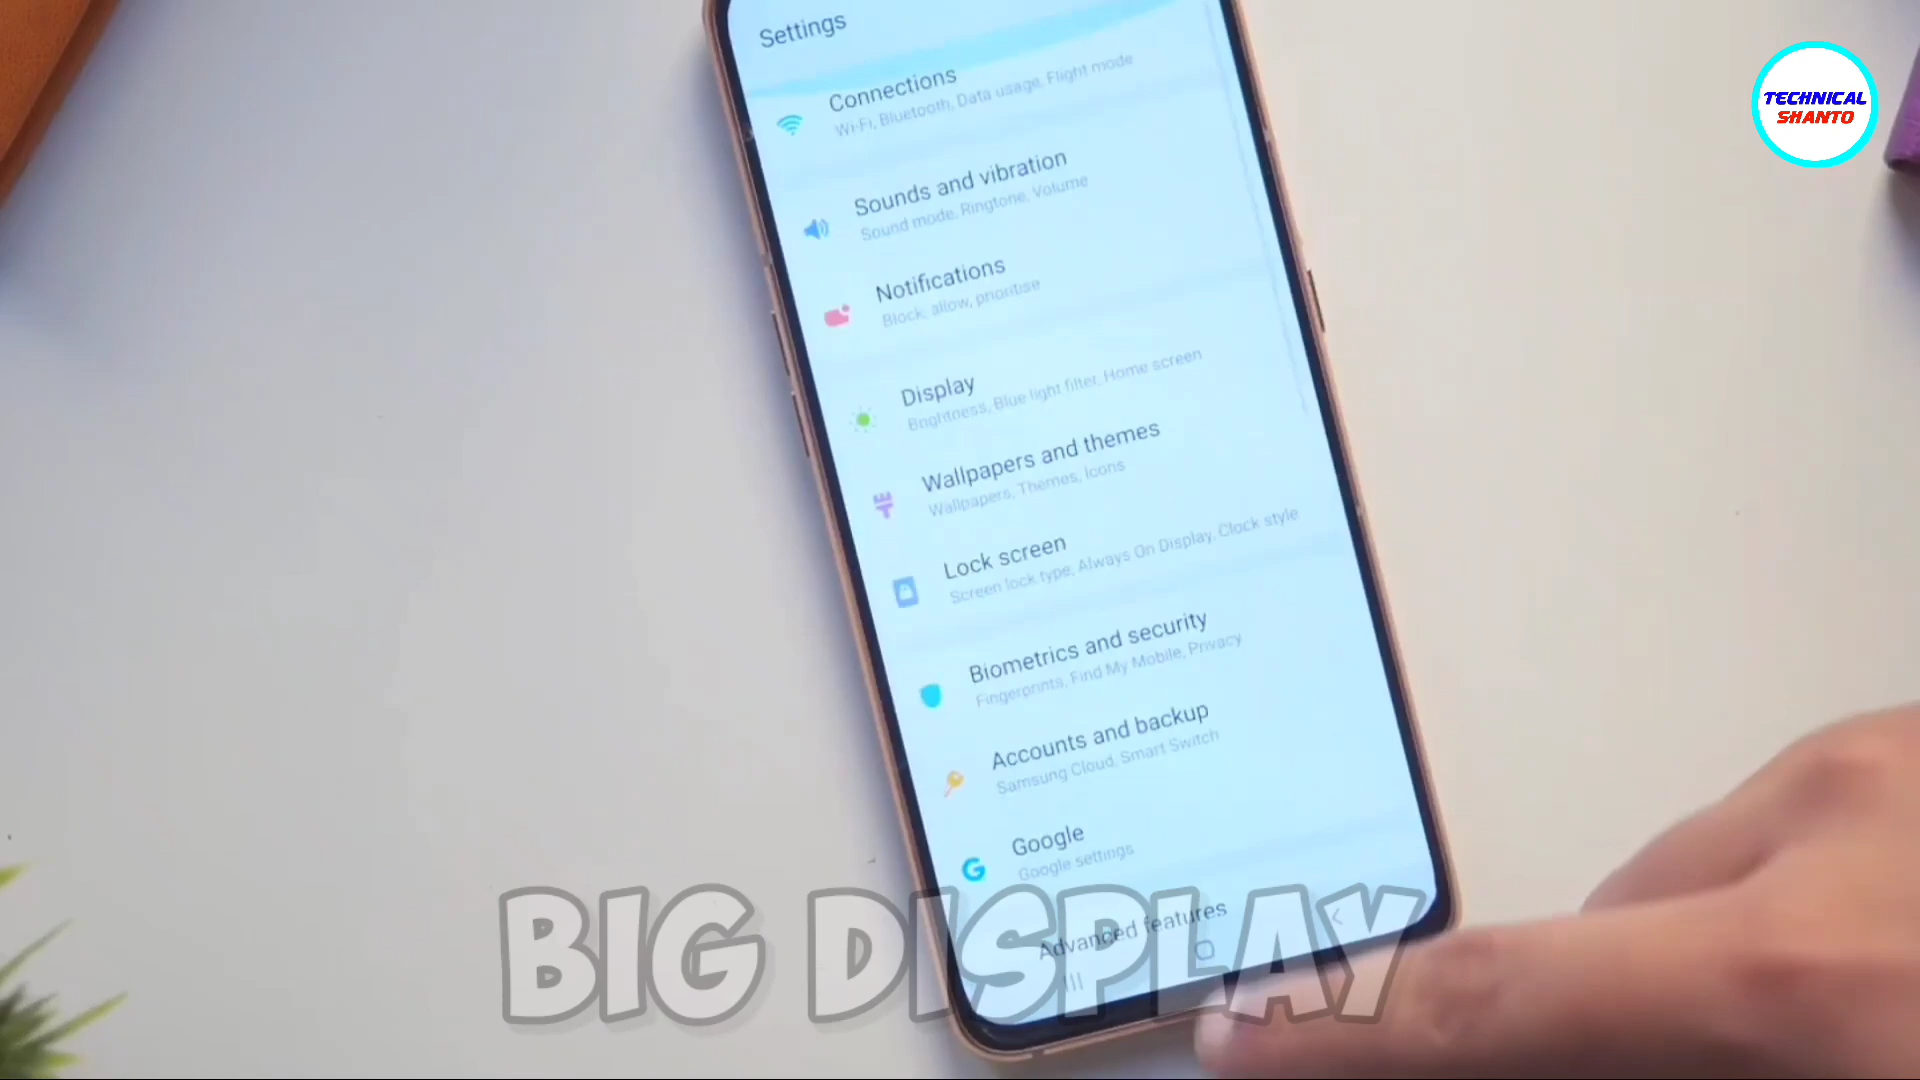 Settings
TECHNICAL
SHANTO
Connections
Wi-Fi, Bluetooth, Data usage, Flight mode
Sounds and vibration
Sound mode, Ringtone, Volume
Notifications
Block, allow, prioritise
Display
Brightness, Blue light filter, Home screen
Wallpapers and themes
Wallpapers, Themes, Icons
Lock screen
Screen lock type, Always On Display, Clock style
Biometrics and security
Fingerprints, Find My Mobile, Privacy
Accounts and backup
Samsung Cloud, Smart Switch
Google
Google settings
Advanced features
BIG DISPLAY